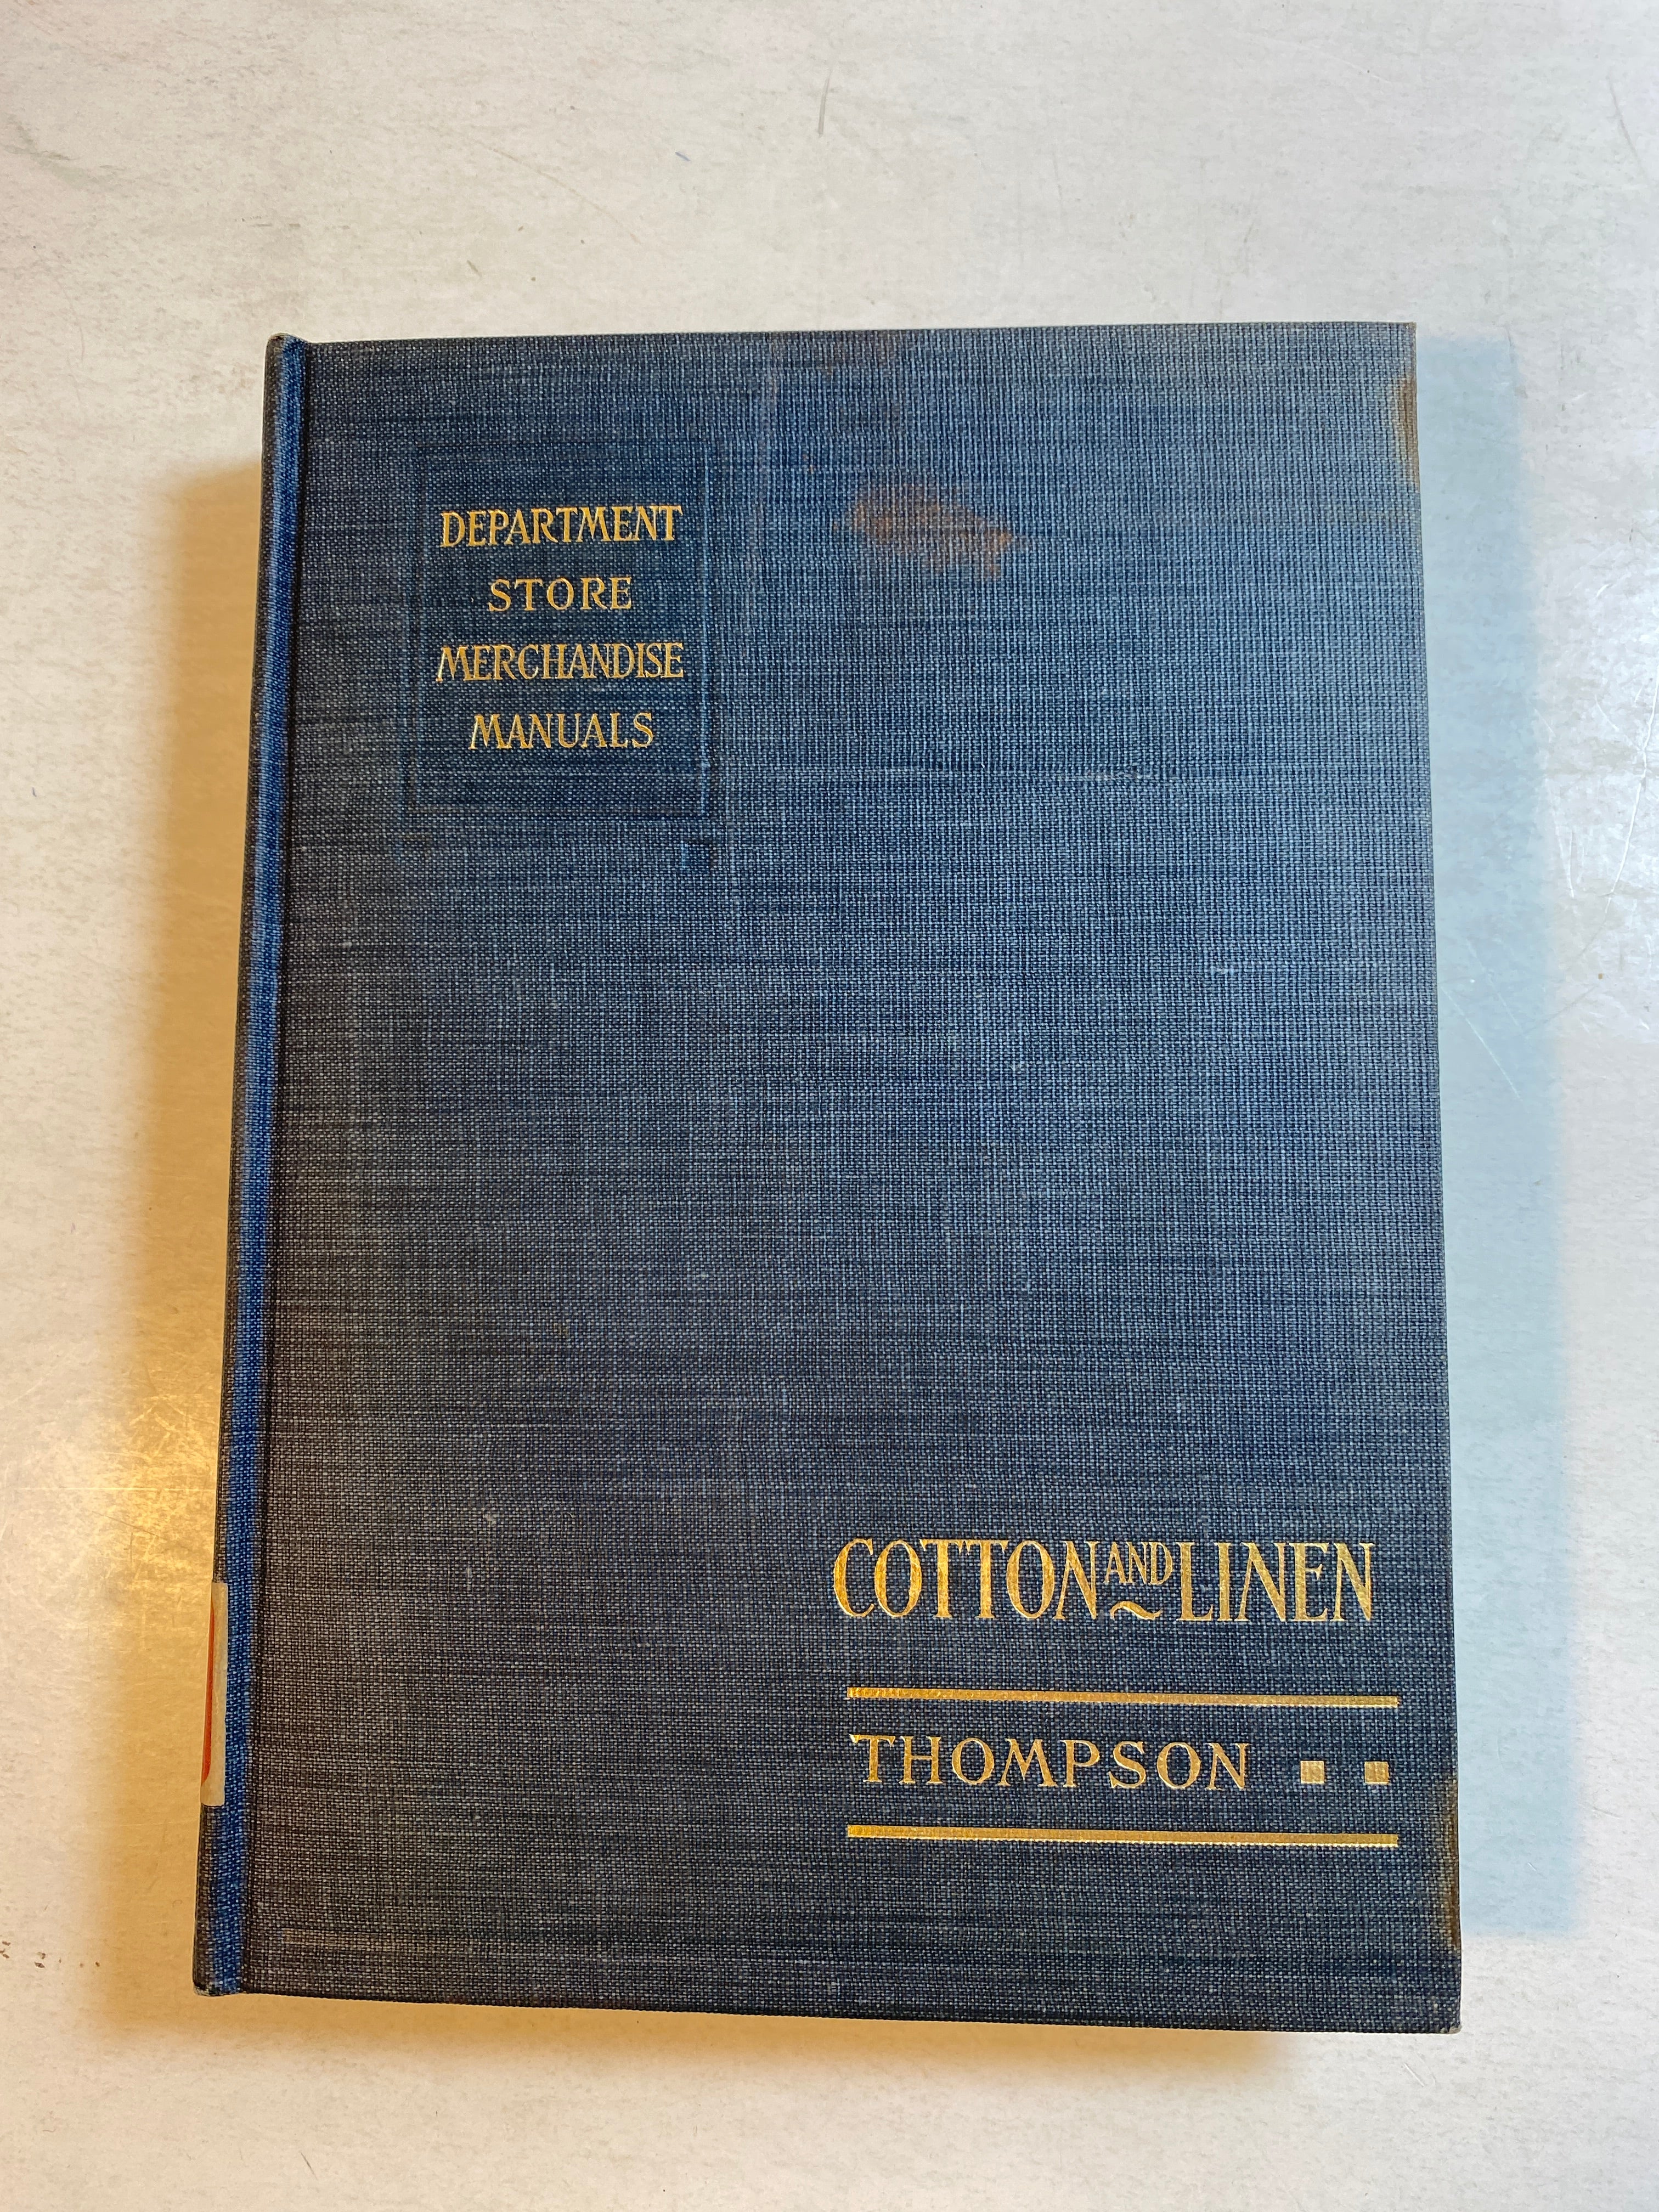 DEPARTMENT
STORE
MERCHANDISE
MANUALS
COTTON AND LINEN
THOMPSON